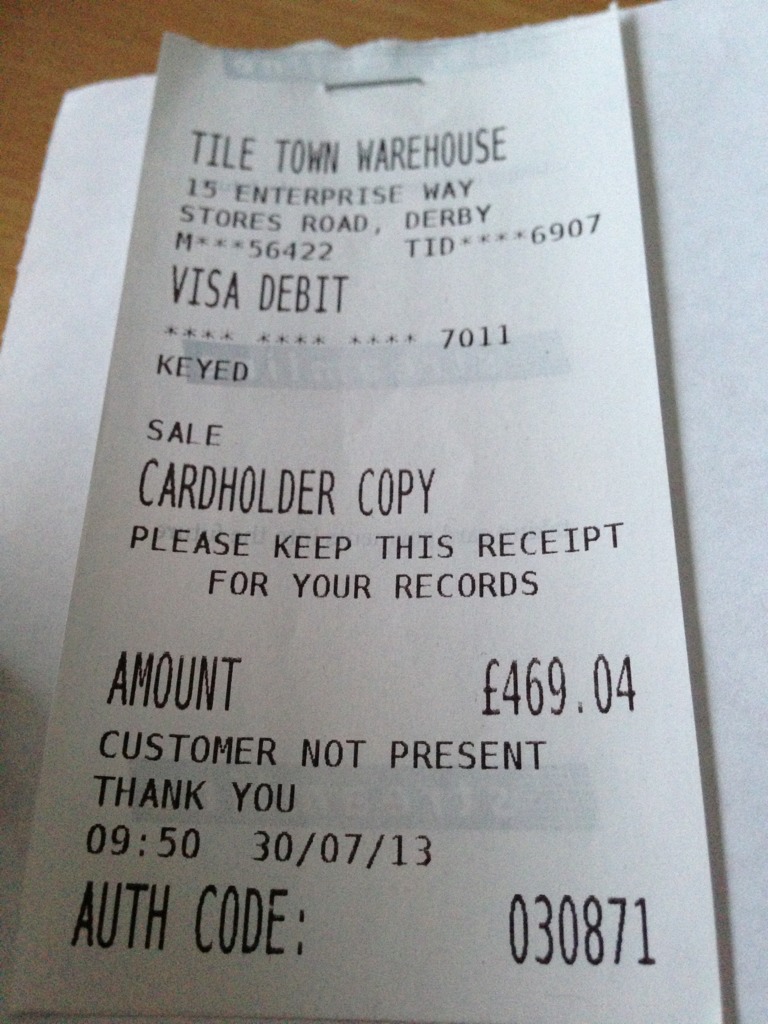 TILE TOWN WAREHOUSE
15 ENTERPRISE WAY
STORES ROAD, DERBY
M***56422 TID****6907
VISA DEBIT
**** **** **** 7011
KEYED
SALE
CARDHOLDER COPY
PLEASE KEEP THIS RECEIPT
FOR YOUR RECORDS
AMOUNT £469.04
CUSTOMER NOT PRESENT
THANK YOU
09:50 30/07/13
AUTH CODE: 030871